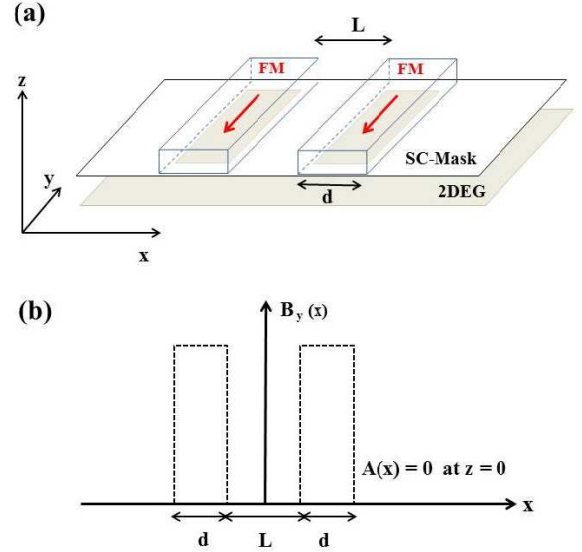 (a)
L
FM FM
z
SC-Mask
y
2DEG
d
x
(b)
B_y (x)
A(x) = 0 at z = 0
x
d L d